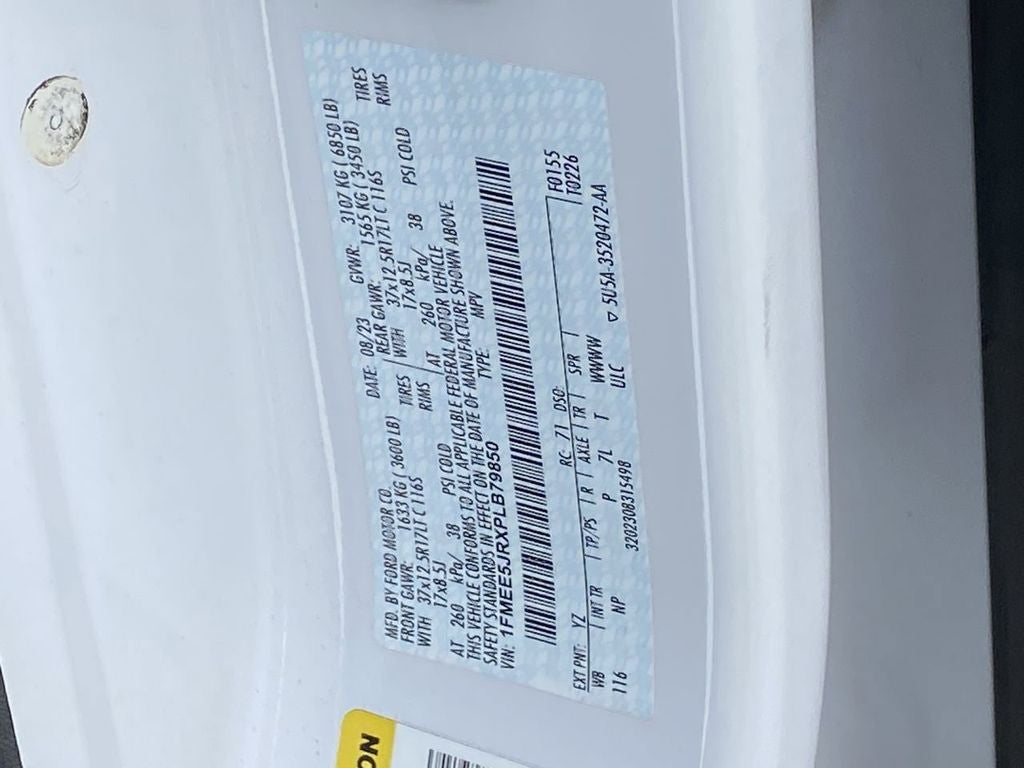 MFD. BY FORD MOTOR CO.
DATE: 08/23 GVWR: 3107 KG ( 6850 LB)
FRONT GAWR: 1633 KG ( 3600 LB) REAR GAWR: 1565 KG ( 3450 LB)
WITH 37x12.5R17LT C 116S TIRES WITH 37x12.5R17LT C 116S TIRES
17x8.5J RIMS 17x8.5J RIMS
AT 260 kPa/ 38 PSI COLD AT 260 kPa/ 38 PSI COLD
THIS VEHICLE CONFORMS TO ALL APPLICABLE FEDERAL MOTOR VEHICLE
SAFETY STANDARDS IN EFFECT ON THE DATE OF MANUFACTURE SHOWN ABOVE.
VIN: 1FMEE5JRXPLB79850 TYPE: MPV
F0155
T0226
EXT PNT: YZ RC: 71 DSO:
WB INT TR TP/PS R AXLE TR SPR
116 NP P 7L T WWWW
3202308315498 ULC ▽ 5U5A-3520472-AA
ON